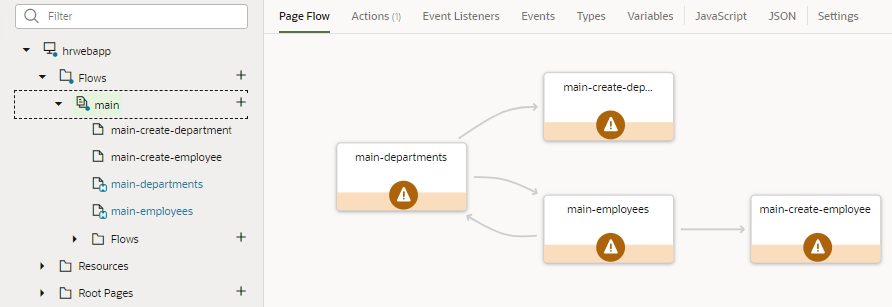 Filter
hrwebapp
Flows
main
main-create-department
main-create-employee
main-departments
main-employees
Flows
Resources
Root Pages
Page Flow Actions (1) Event Listeners Events Types Variables JavaScript JSON Settings
main-create-dep...
main-departments
main-employees
main-create-employee